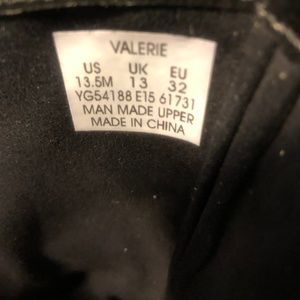 VALERIE
US UK EU
13.5M 13 32
YG54188 E15 61731
MAN MADE UPPER
MADE IN CHINA